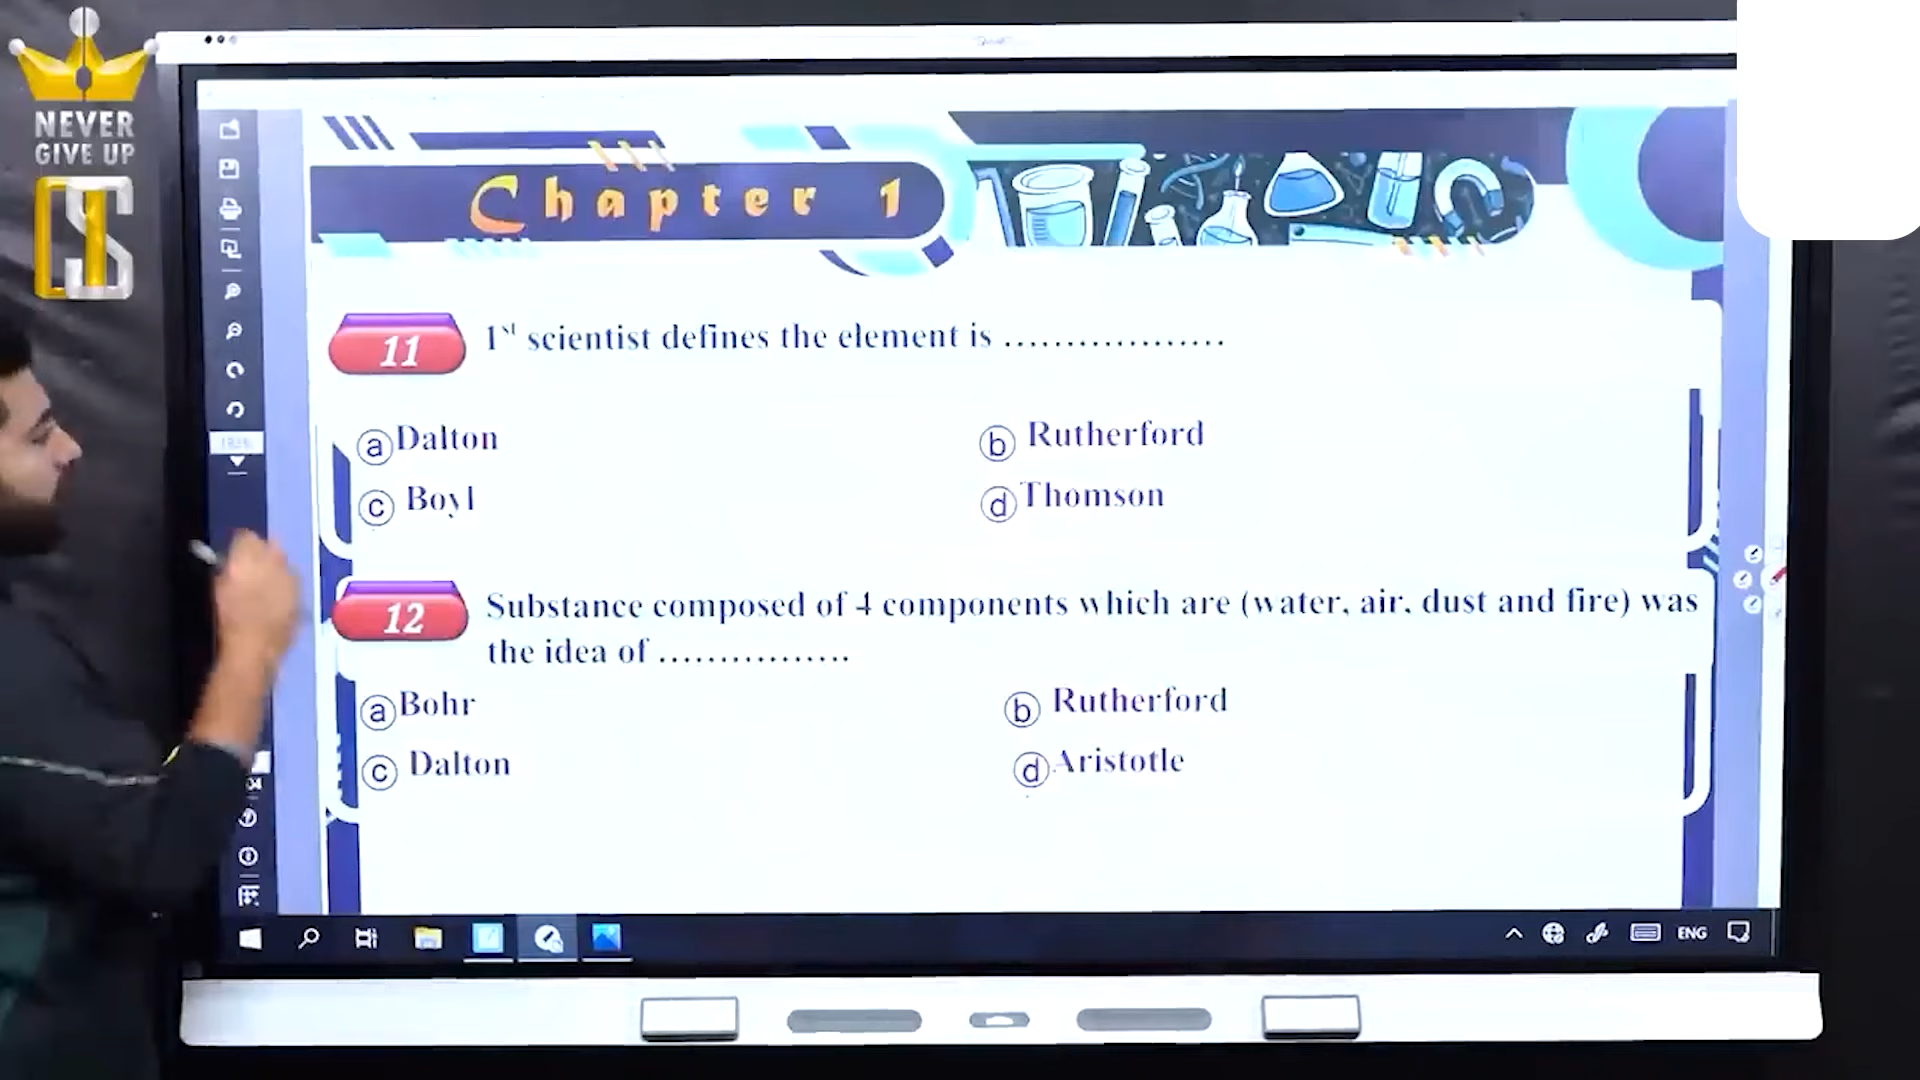 NEVER
GIVE UP
CS
Chapter 1
11 1st scientist defines the element is ..................
a Dalton
b Rutherford
c Boyl
d Thomson
12 Substance composed of 4 components which are (water, air, dust and fire) was
the idea of ................
a Bohr
b Rutherford
c Dalton
d Aristotle
ENG